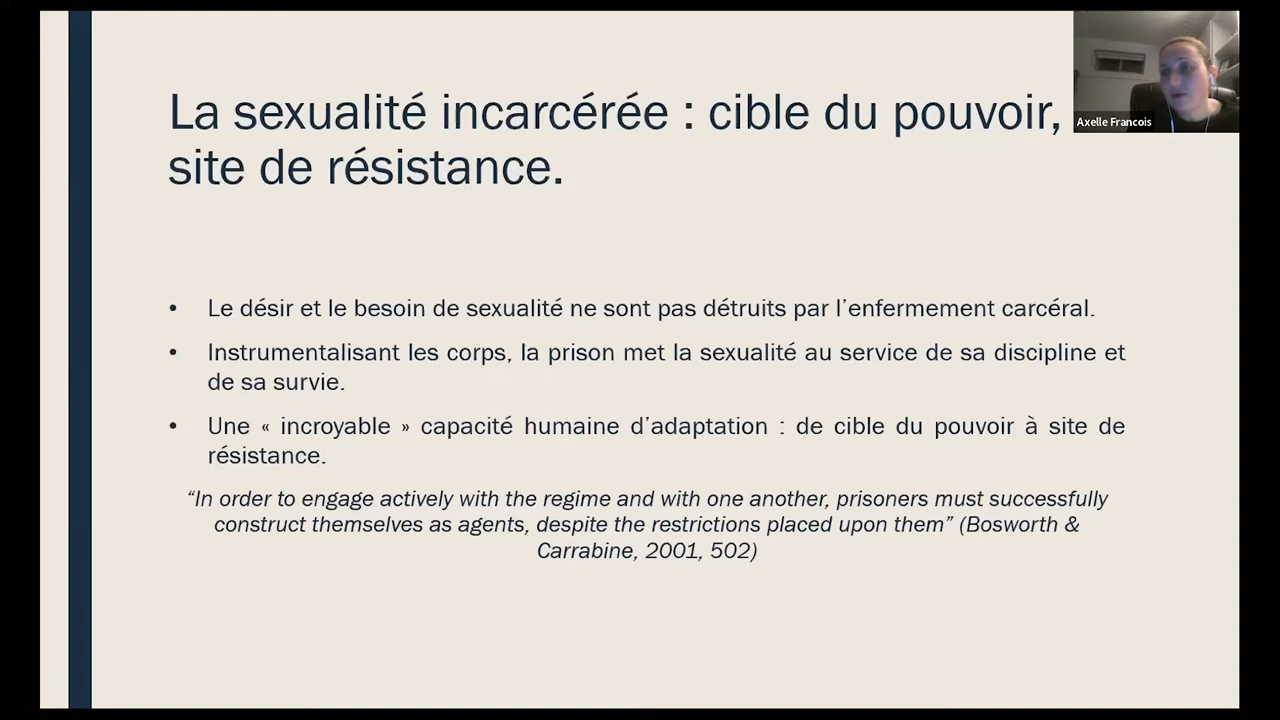 La sexualité incarcérée : cible du pouvoir,
site de résistance.
Axelle Francois
• Le désir et le besoin de sexualité ne sont pas détruits par l’enfermement carcéral.
• Instrumentalisant les corps, la prison met la sexualité au service de sa discipline et
de sa survie.
• Une « incroyable » capacité humaine d’adaptation : de cible du pouvoir à site de
résistance.
“In order to engage actively with the regime and with one another, prisoners must successfully
construct themselves as agents, despite the restrictions placed upon them” (Bosworth &
Carrabine, 2001, 502)